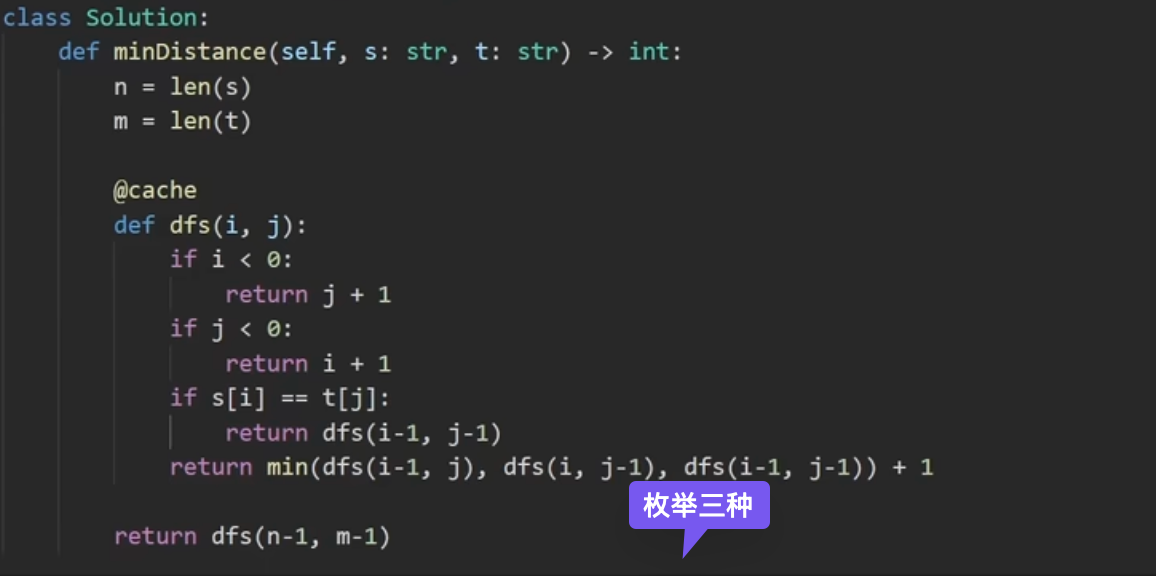 class Solution:
    def minDistance(self, s: str, t: str) -> int:
        n = len(s)
        m = len(t)
        @cache
        def dfs(i, j):
            if i < 0:
                return j + 1
            if j < 0:
                return i + 1
            if s[i] == t[j]:
                return dfs(i-1, j-1)
            return min(dfs(i-1, j), dfs(i, j-1), dfs(i-1, j-1)) + 1
枚举三种
        return dfs(n-1, m-1)